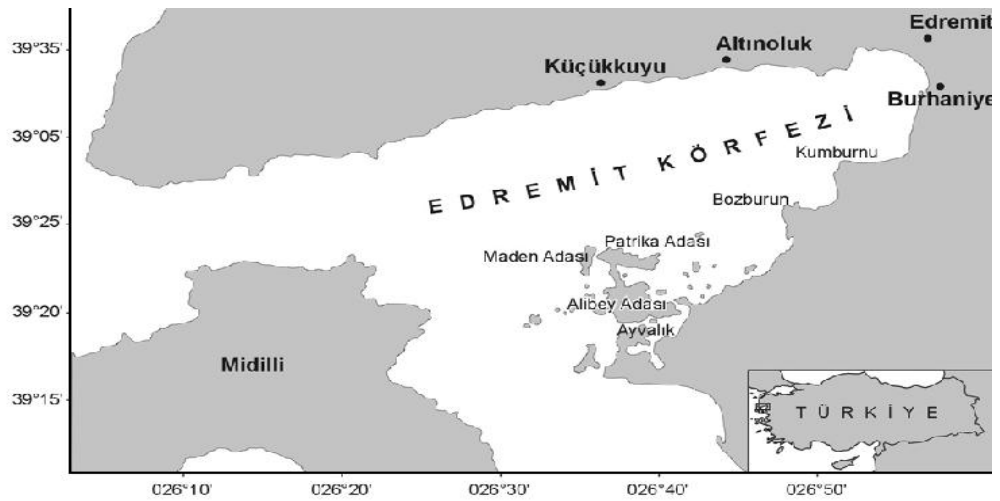 Edremit
39°35'
Altınoluk
Küçükkuyu
Burhaniye
39°05'
EDREMİT KÖRFEZİ
Kumburnu
Bozburun
39°25'
Patrika Adası
Maden Adası
Alibey Adası
39°20'
Ayvalık
Midilli
39°15'
TÜRKİYE
026°10'
026°20'
026°30'
026°40'
026°50'